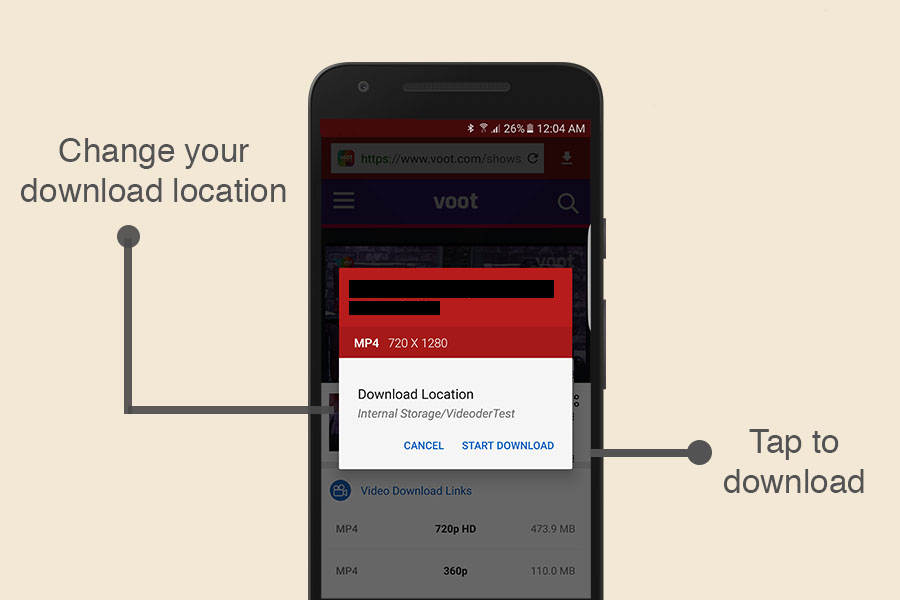 Change your
download location
26% 12:04 AM
https://www.voot.com/shows
voot
voot
MP4 720 X 1280
Download Location
Internal Storage/VideoderTest
CANCEL START DOWNLOAD
Tap to
download
Video Download Links
MP4 720p HD 473.9 MB
MP4 360p 110.0 MB